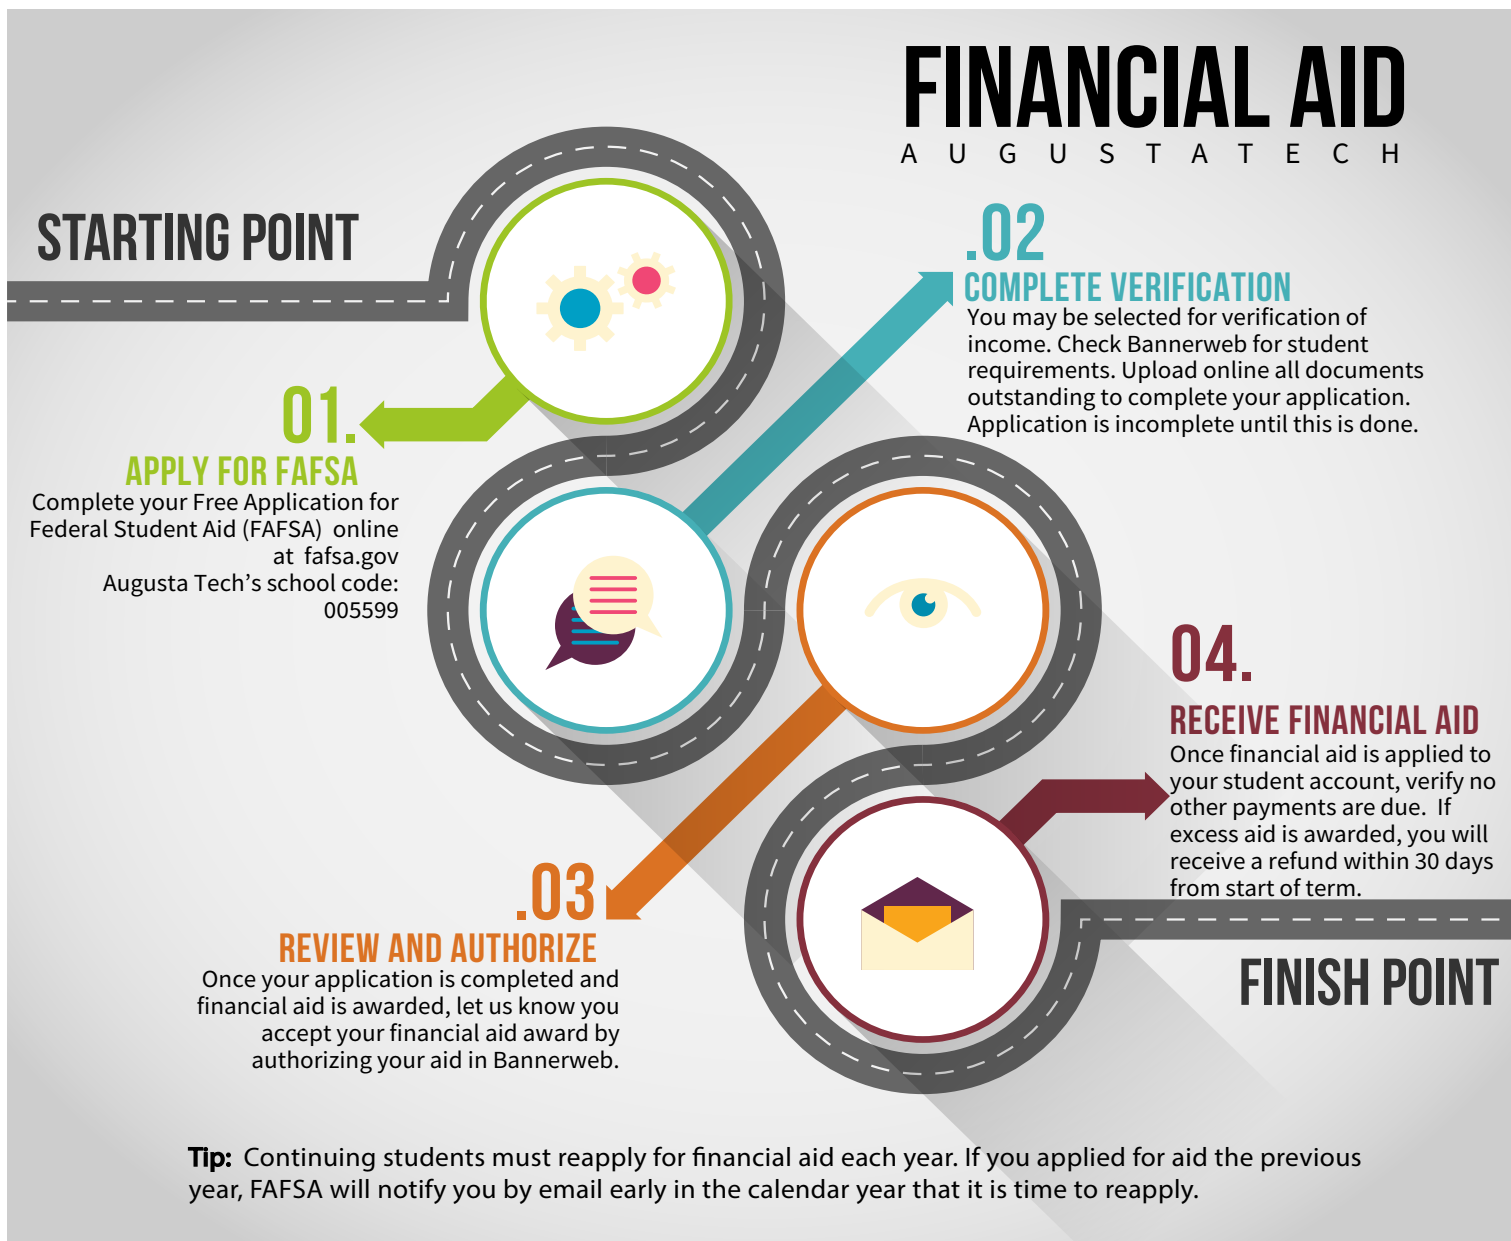 FINANCIAL AID
AUGUSTATECH
STARTING POINT
01.
APPLY FOR FAFSA
Complete your Free Application for
Federal Student Aid (FAFSA)  online
at  fafsa.gov
Augusta Tech's school code:
005599
.02
COMPLETE VERIFICATION
You may be selected for verification of
income. Check Bannerweb for student
requirements. Upload online all documents
outstanding to complete your application.
Application is incomplete until this is done.
.03
REVIEW AND AUTHORIZE
Once your application is completed and
financial aid is awarded, let us know you
accept your financial aid award by
authorizing your aid in Bannerweb.
04.
RECEIVE FINANCIAL AID
Once financial aid is applied to
your student account, verify no
other payments are due.  If
excess aid is awarded, you will
receive a refund within 30 days
from start of term.
FINISH POINT
Tip:  Continuing students must reapply for financial aid each year. If you applied for aid the previous
year, FAFSA will notify you by email early in the calendar year that it is time to reapply.